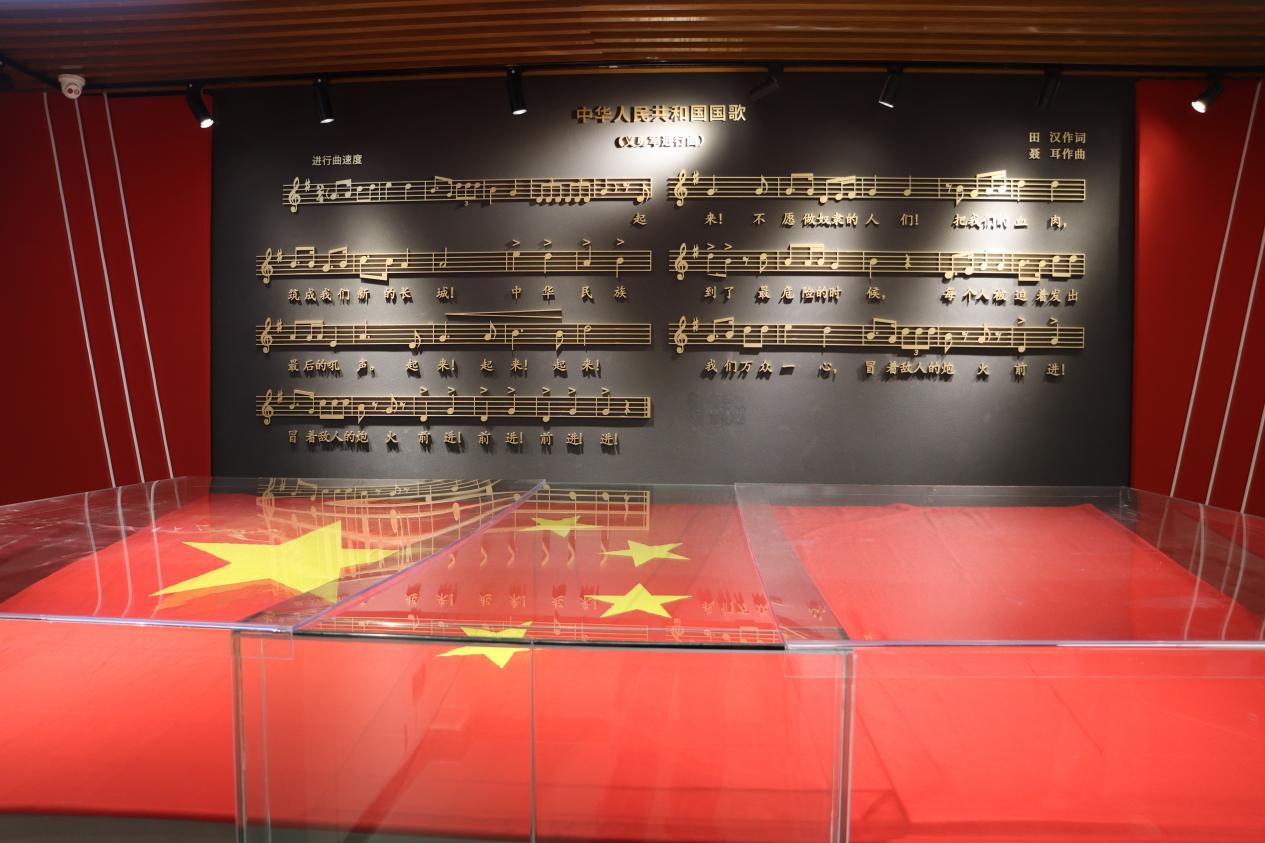 中华人民共和国国歌
(义勇军进行曲)
田 汉作词
聂 耳作曲
进行曲速度
起 来! 不 愿 做奴隶的 人 们! 把我们的 血 肉,
筑成我们 新 的长 城! 中 华 民 族 到了 最 危 险的时 候, 每 个人 被 迫 着发 出
最后的吼 声。 起 来! 起 来! 起 来! 我 们万 众 一 心, 冒 着敌人的炮 火 前 进!
冒 着敌人的炮 火 前 进! 前 进! 前 进! 进!